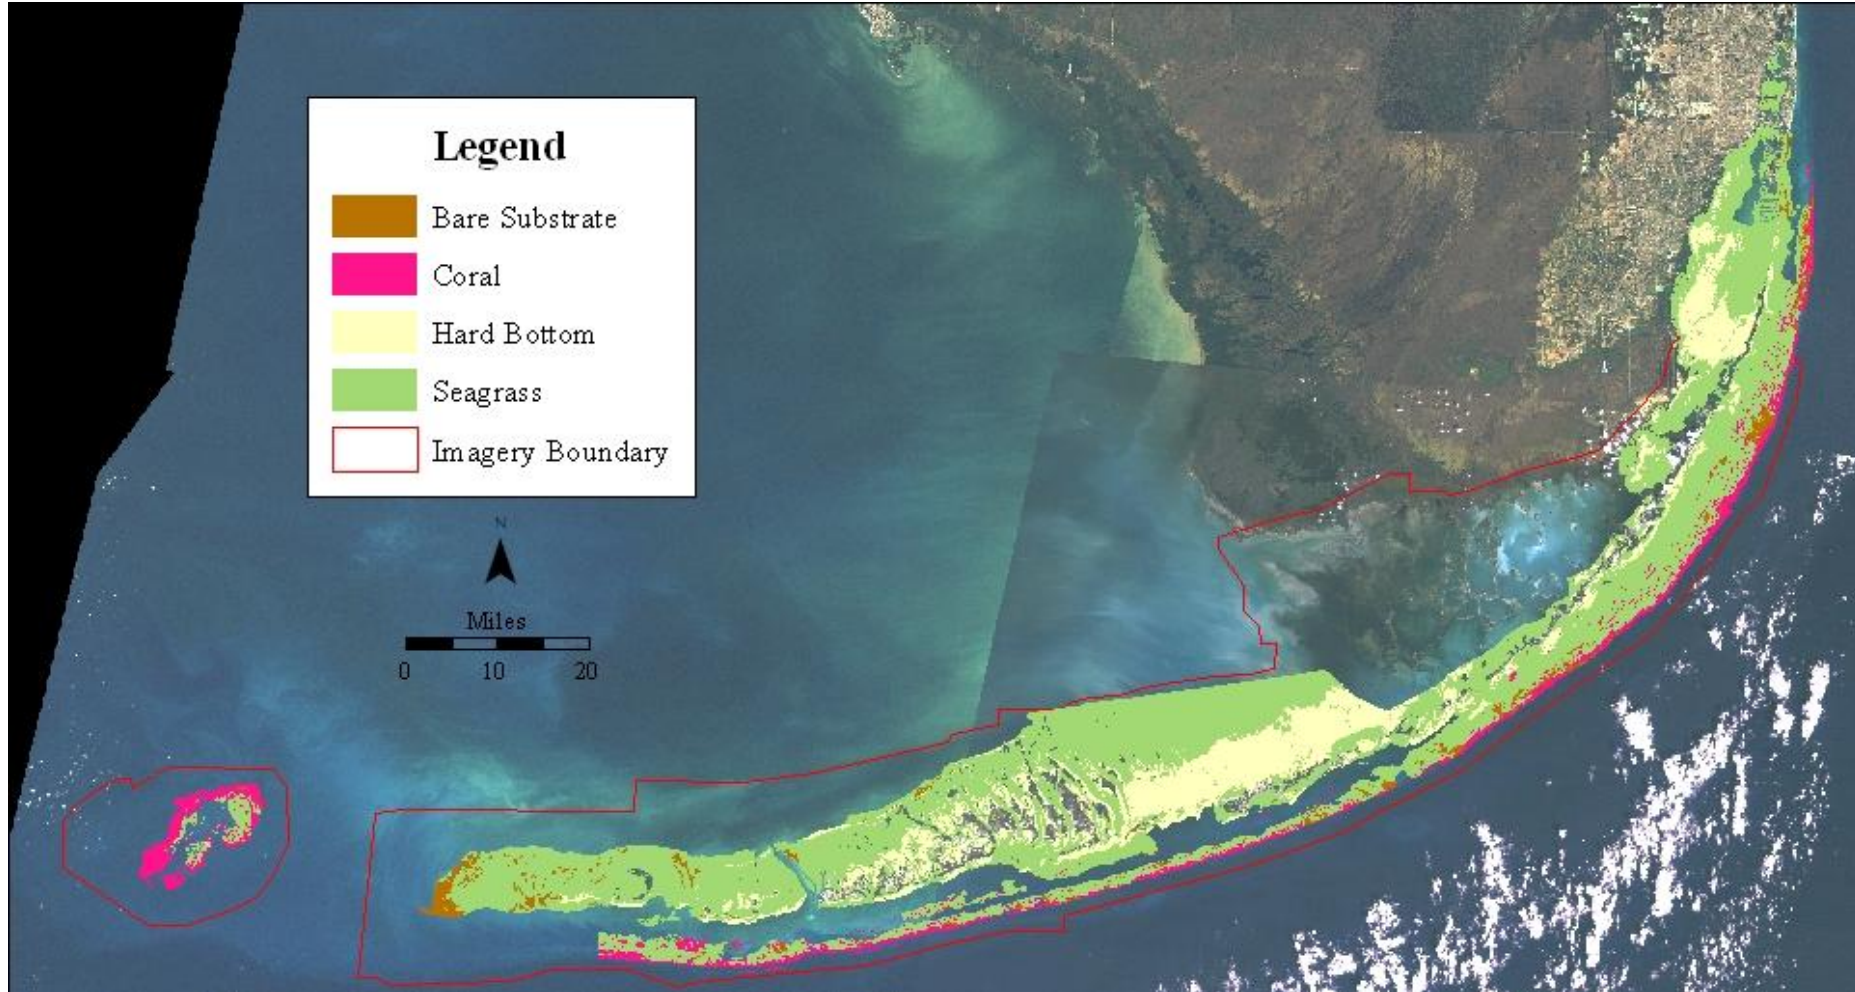 Legend
Bare Substrate
Coral
Hard Bottom
Seagrass
Imagery Boundary
N
Miles
0 10 20